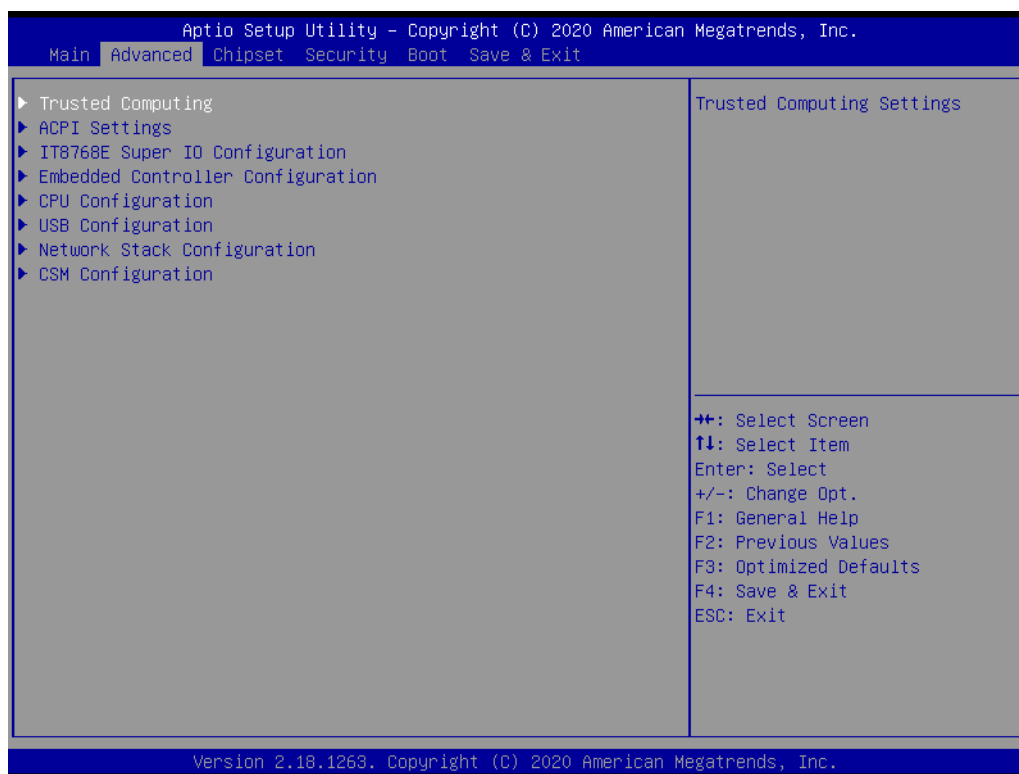 Aptio Setup Utility – Copyright (C) 2020 American Megatrends, Inc.
Main Advanced Chipset Security Boot Save & Exit
▶ Trusted Computing
▶ ACPI Settings
▶ IT8768E Super IO Configuration
▶ Embedded Controller Configuration
▶ CPU Configuration
▶ USB Configuration
▶ Network Stack Configuration
▶ CSM Configuration
Trusted Computing Settings
→←: Select Screen
↑↓: Select Item
Enter: Select
+/-: Change Opt.
F1: General Help
F2: Previous Values
F3: Optimized Defaults
F4: Save & Exit
ESC: Exit
Version 2.18.1263. Copyright (C) 2020 American Megatrends, Inc.